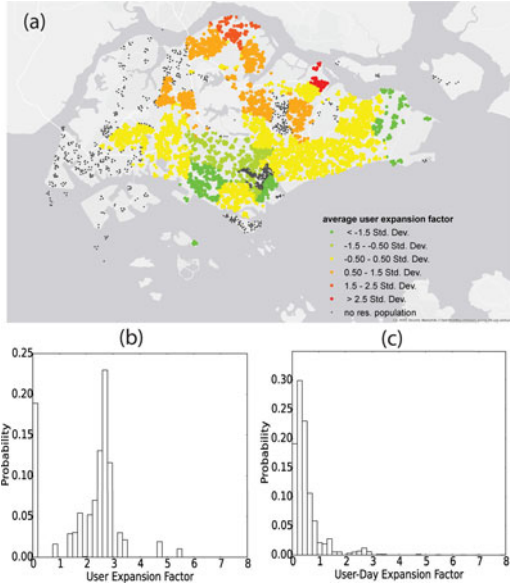 (a)
average user expansion factor
< -1.5 Std. Dev.
-1.5 - -0.50 Std. Dev.
-0.50 - 0.50 Std. Dev.
0.50 - 1.5 Std. Dev.
1.5 - 2.5 Std. Dev.
> 2.5 Std. Dev.
no res. population
(b)
(c)
Probability
0.25
0.20
0.15
0.10
0.05
0.00
0 1 2 3 4 5 6 7 8
User Expansion Factor
Probability
0.30
0.25
0.20
0.15
0.10
0.05
0.00
0 1 2 3 4 5 6 7 8
User-Day Expansion Factor